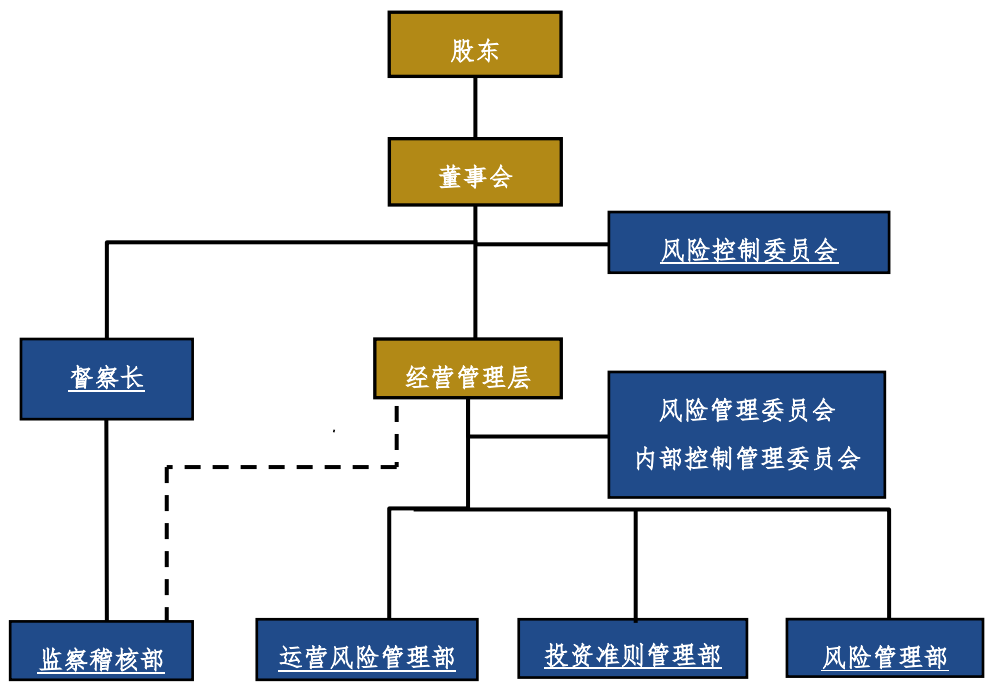 股东
董事会
风险控制委员会
督察长
经营管理层
风险管理委员会
内部控制管理委员会
监察稽核部
运营风险管理部
投资准则管理部
风险管理部